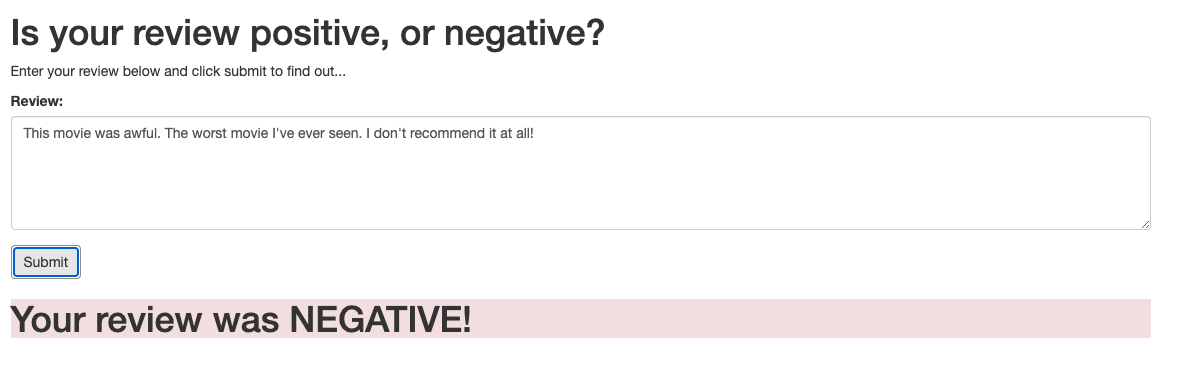 Is your review positive, or negative?
Enter your review below and click submit to find out...
Review:
This movie was awful. The worst movie I've ever seen. I don't recommend it at all!
Submit
Your review was NEGATIVE!